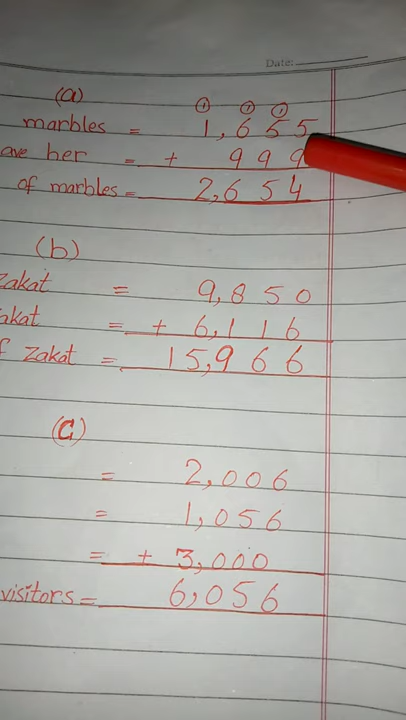 Date:
(a)
① ① ①
marbles = 1,655
ave her = + 999
of marbles = 2,654
(b)
zakat = 9,850
akat = + 6,116
f zakat = 15,966
(C)
= 2,006
= 1,056
= + 3,000
visitors = 6,056